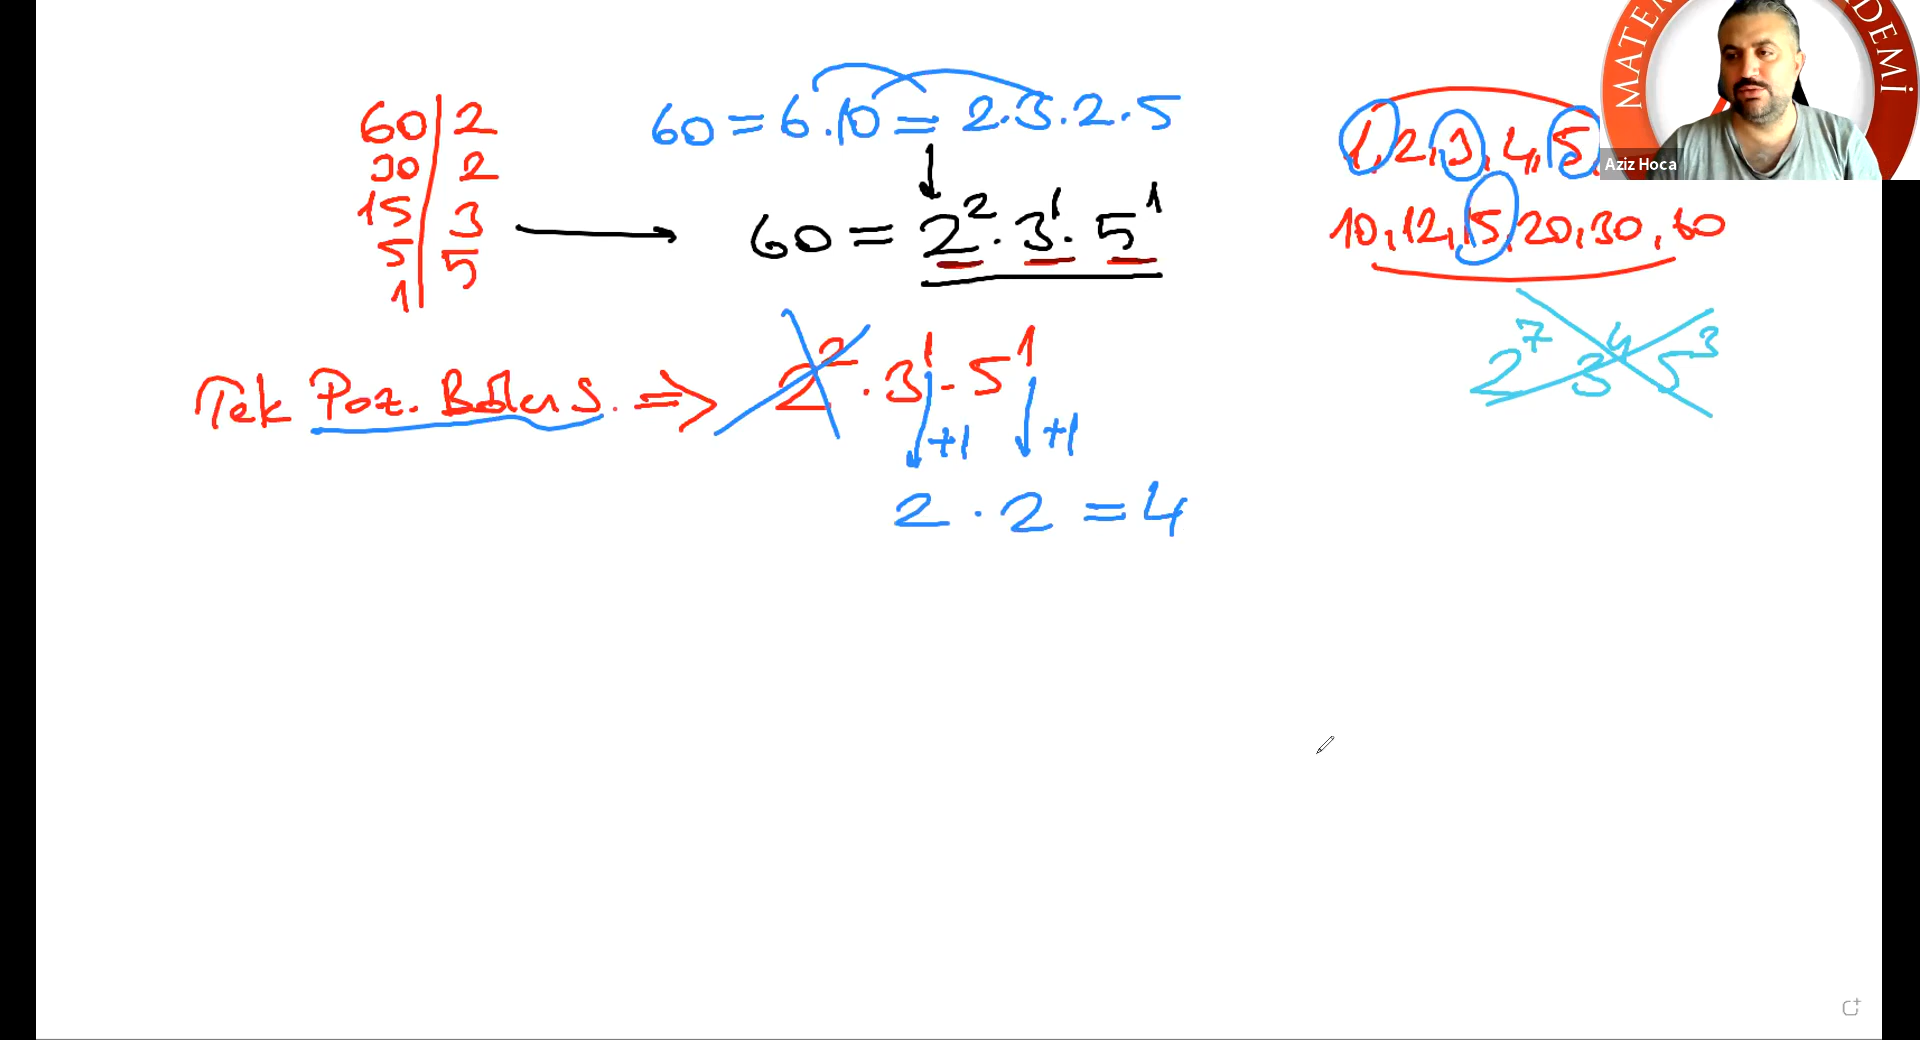 60 | 2
30 | 2
15 | 3
5 | 5
1
60 = 6.10 = 2.3.2.5
60 = 2² . 3¹ . 5¹
1, 2, 3, 4, 5,
10, 12, 15, 20, 30, 60
2⁷ 3⁴ 5³
Tek Poz. Bölen S. ⇒ 2² . 3¹ . 5¹
+1 +1
2 . 2 = 4
Aziz Hoca